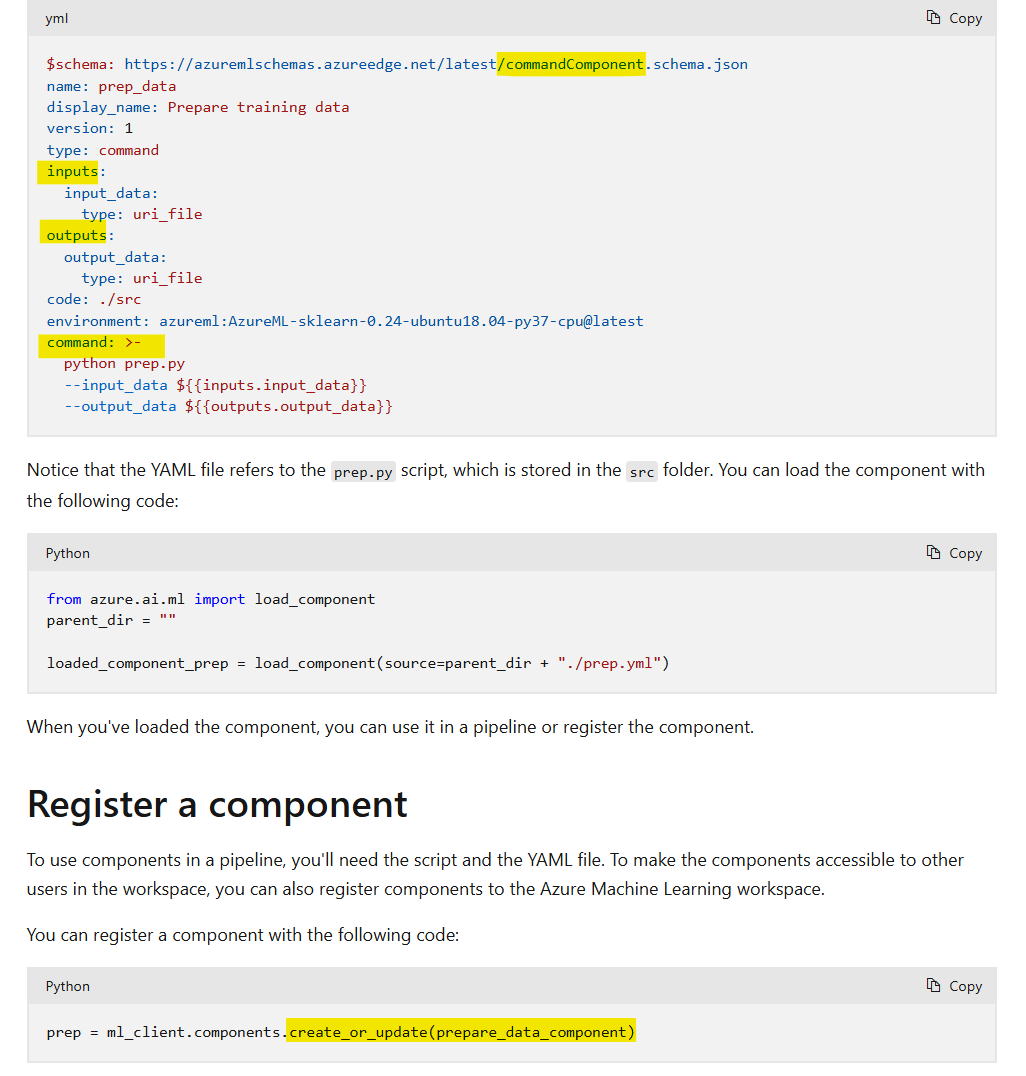 yml
Copy
$schema: https://azuremlschemas.azureedge.net/latest/commandComponent.schema.json
name: prep_data
display_name: Prepare training data
version: 1
type: command
inputs:
  input_data:
    type: uri_file
outputs:
  output_data:
    type: uri_file
code: ./src
environment: azureml:AzureML-sklearn-0.24-ubuntu18.04-py37-cpu@latest
command: >-
  python prep.py
  --input_data ${{inputs.input_data}}
  --output_data ${{outputs.output_data}}
Notice that the YAML file refers to the prep.py script, which is stored in the src folder. You can load the component with
the following code:
Python
Copy
from azure.ai.ml import load_component
parent_dir = ""
loaded_component_prep = load_component(source=parent_dir + "./prep.yml")
When you've loaded the component, you can use it in a pipeline or register the component.
Register a component
To use components in a pipeline, you'll need the script and the YAML file. To make the components accessible to other
users in the workspace, you can also register components to the Azure Machine Learning workspace.
You can register a component with the following code:
Python
Copy
prep = ml_client.components.create_or_update(prepare_data_component)